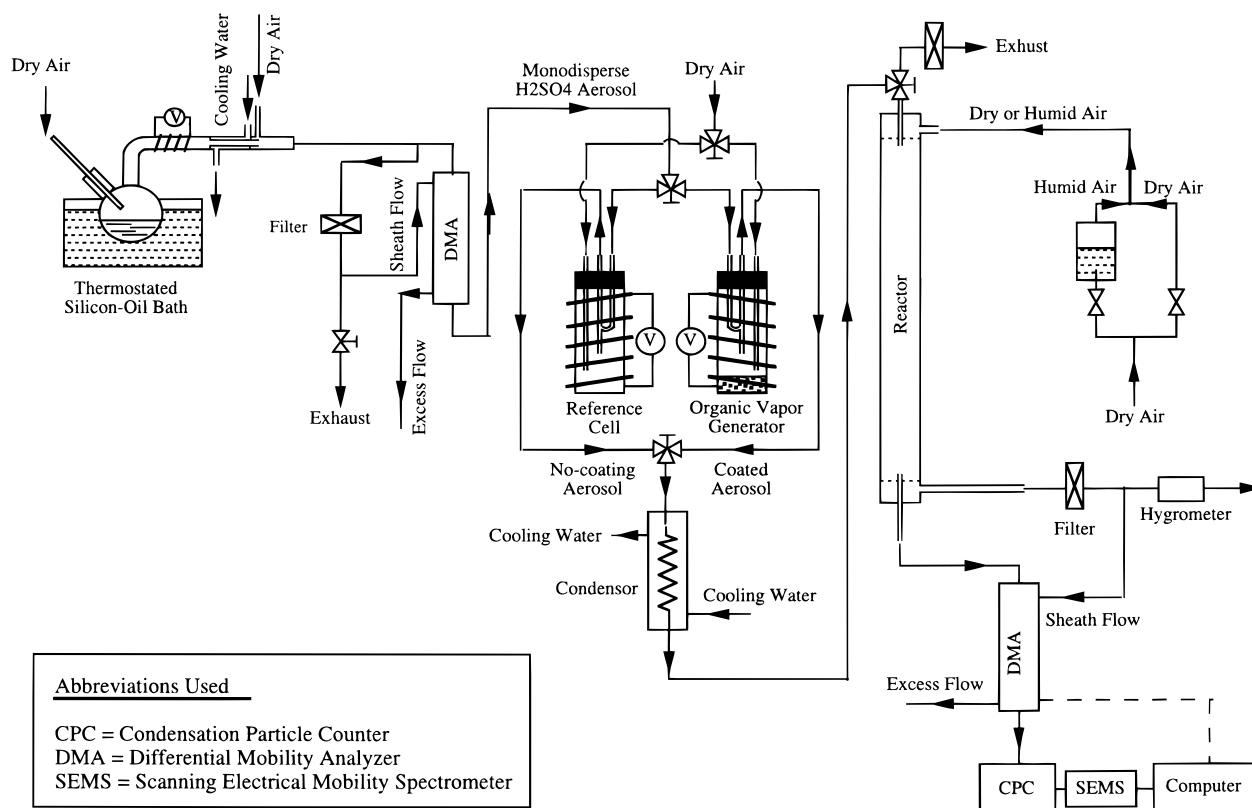 Dry Air
Cooling Water
Dry Air
V
Thermostated
Silicon-Oil Bath
Filter
Sheath Flow
DMA
Exhaust
Excess Flow
Monodisperse
H2SO4 Aerosol
Dry Air
V
V
Reference
Cell
Organic Vapor
Generator
No-coating
Aerosol
Coated
Aerosol
Cooling Water
Condensor
Cooling Water
Exhust
Dry or Humid Air
Humid Air
Dry Air
Reactor
Dry Air
Filter
Hygrometer
Sheath Flow
DMA
Excess Flow
CPC
SEMS
Computer
Abbreviations Used
CPC = Condensation Particle Counter
DMA = Differential Mobility Analyzer
SEMS = Scanning Electrical Mobility Spectrometer